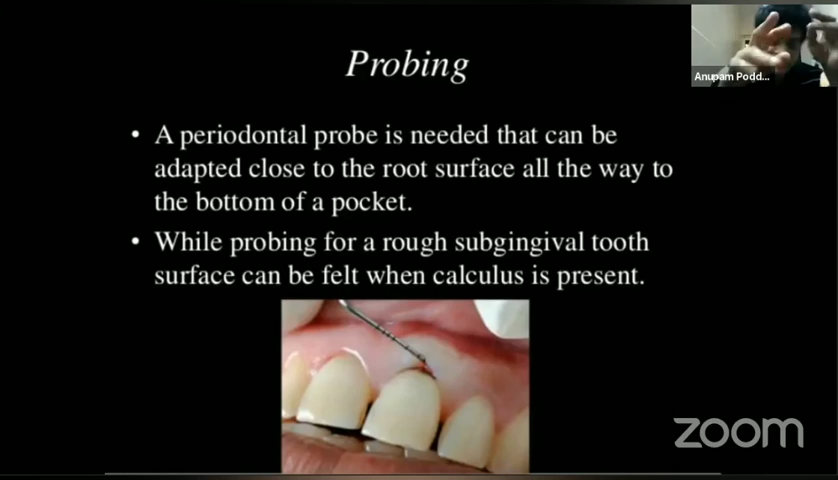 Probing
Anupam Podd...
• A periodontal probe is needed that can be
adapted close to the root surface all the way to
the bottom of a pocket.
• While probing for a rough subgingival tooth
surface can be felt when calculus is present.
zoom